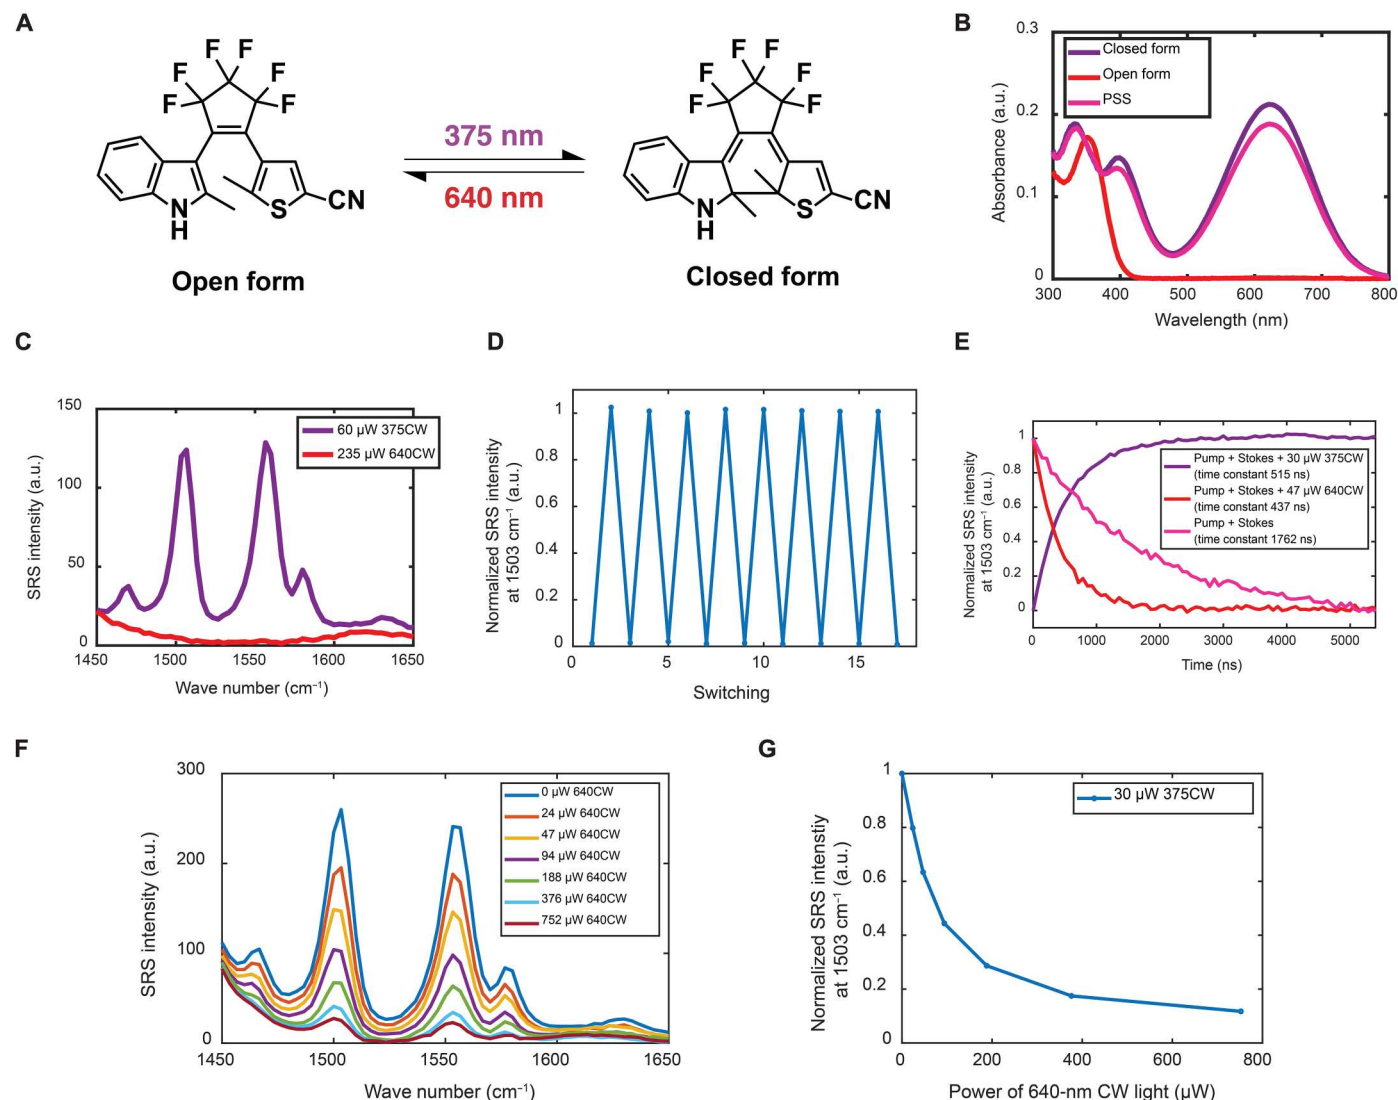 A
F F
F F
F F
N
H
S
CN
Open form
375 nm
640 nm
F F
F F
F F
N
H
S
CN
Closed form
B
Absorbance (a.u.)
0.3
0.2
0.1
0
Closed form
Open form
PSS
300 400 500 600 700 800
Wavelength (nm)
C
SRS intensity (a.u.)
150
100
50
0
60 µW 375CW
235 µW 640CW
1450 1500 1550 1600 1650
Wave number (cm⁻¹)
D
Normalized SRS intensity
at 1503 cm⁻¹ (a.u.)
1
0.8
0.6
0.4
0.2
0
0 5 10 15
Switching
E
Normalized SRS intensity
at 1503 cm⁻¹ (a.u.)
1
0.8
0.6
0.4
0.2
0
Pump + Stokes + 30 µW 375CW
(time constant 515 ns)
Pump + Stokes + 47 µW 640CW
(time constant 437 ns)
Pump + Stokes
(time constant 1762 ns)
0 1000 2000 3000 4000 5000
Time (ns)
F
SRS intensity (a.u.)
300
200
100
0
0 µW 640CW
24 µW 640CW
47 µW 640CW
94 µW 640CW
188 µW 640CW
376 µW 640CW
752 µW 640CW
1450 1500 1550 1600 1650
Wave number (cm⁻¹)
G
Normalized SRS intenstiy
at 1503 cm⁻¹ (a.u.)
1
0.8
0.6
0.4
0.2
0
30 µW 375CW
0 200 400 600 800
Power of 640-nm CW light (µW)